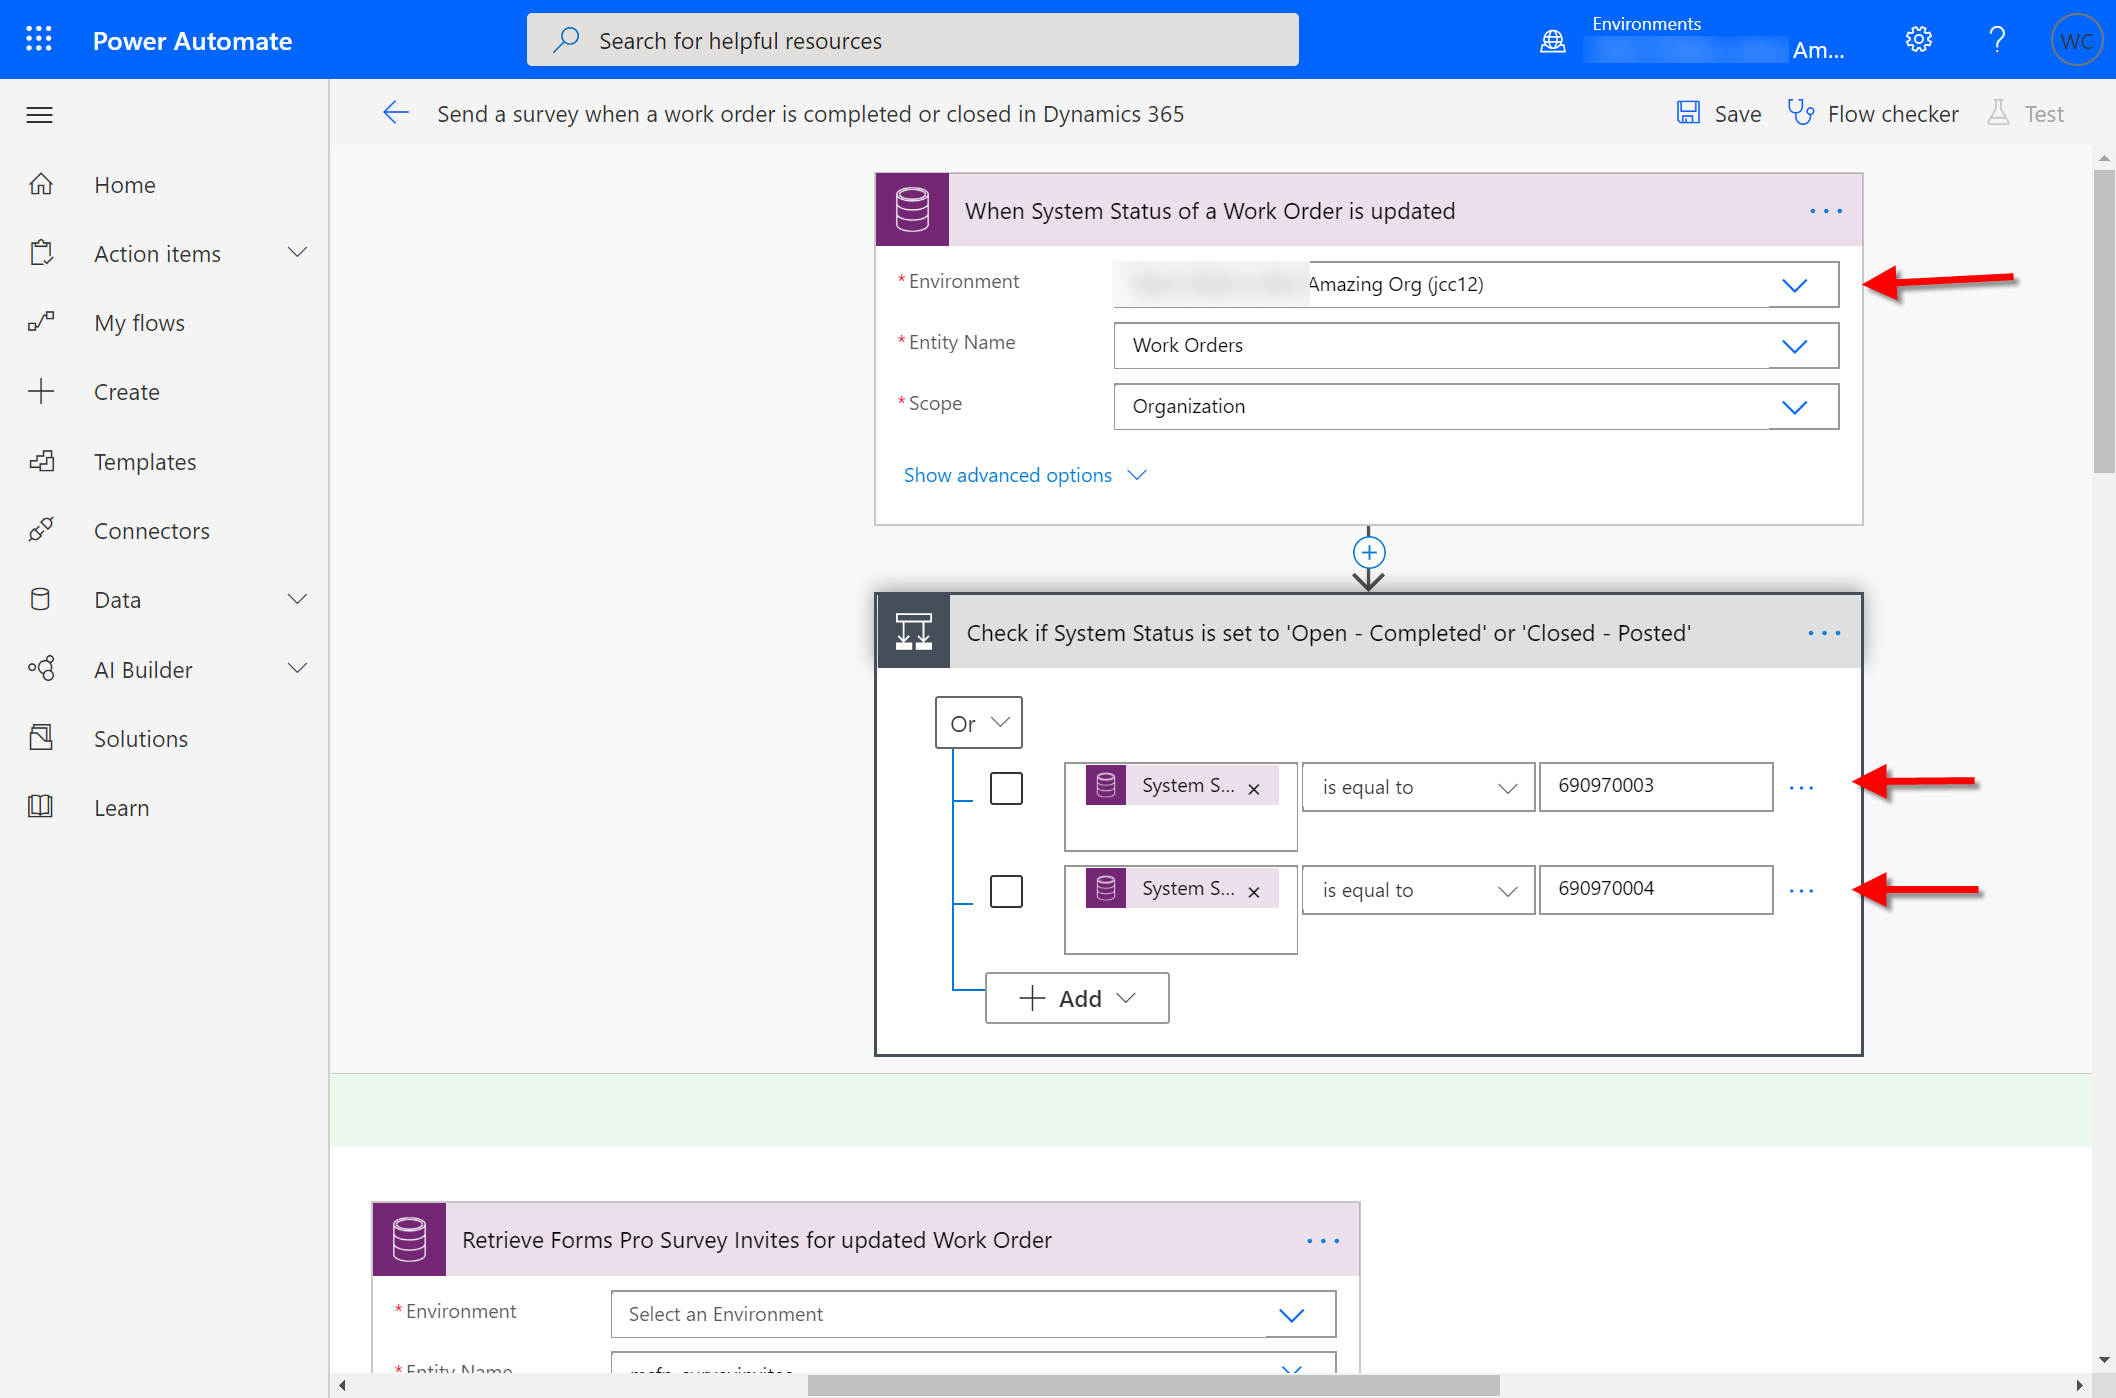 Power Automate
Search for helpful resources
Environments
Am...
WC
Send a survey when a work order is completed or closed in Dynamics 365
Save
Flow checker
Test
Home
Action items
My flows
Create
Templates
Connectors
Data
AI Builder
Solutions
Learn
When System Status of a Work Order is updated
* Environment
Amazing Org (jcc12)
* Entity Name
Work Orders
* Scope
Organization
Show advanced options
Check if System Status is set to 'Open - Completed' or 'Closed - Posted'
Or
System S... × is equal to 690970003
System S... × is equal to 690970004
+ Add
Retrieve Forms Pro Survey Invites for updated Work Order
* Environment
Select an Environment
* Entity Name